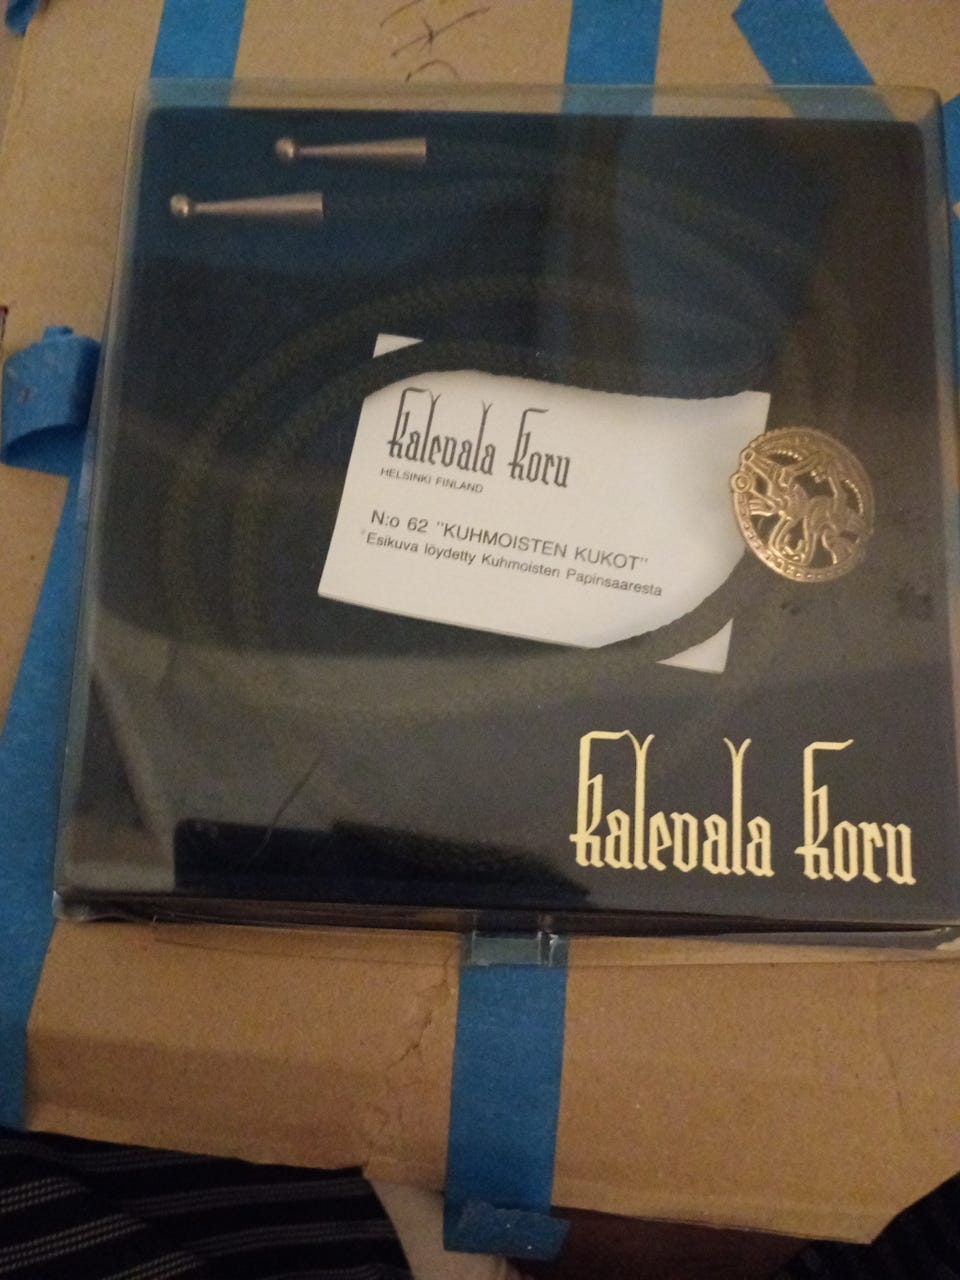 Kalevala Koru
HELSINKI FINLAND
N:o 62 "KUHMOISTEN KUKOT"
Esikuva löydetty Kuhmoisten Papinsaaresta
Kalevala Koru